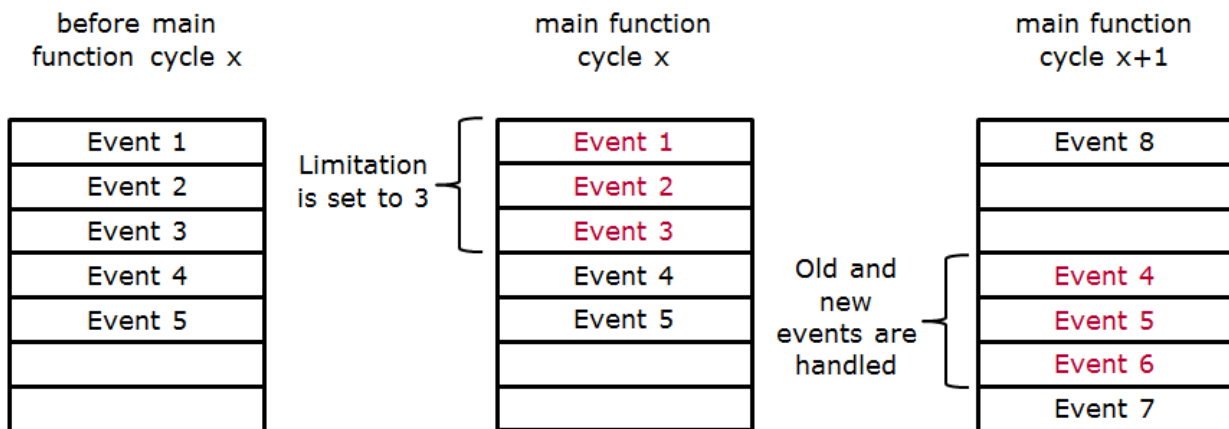 before main
function cycle x
Event 1
Event 2
Event 3
Event 4
Event 5
Limitation
is set to 3
main function
cycle x
Event 1
Event 2
Event 3
Event 4
Event 5
Old and
new
events are
handled
main function
cycle x+1
Event 8
Event 4
Event 5
Event 6
Event 7